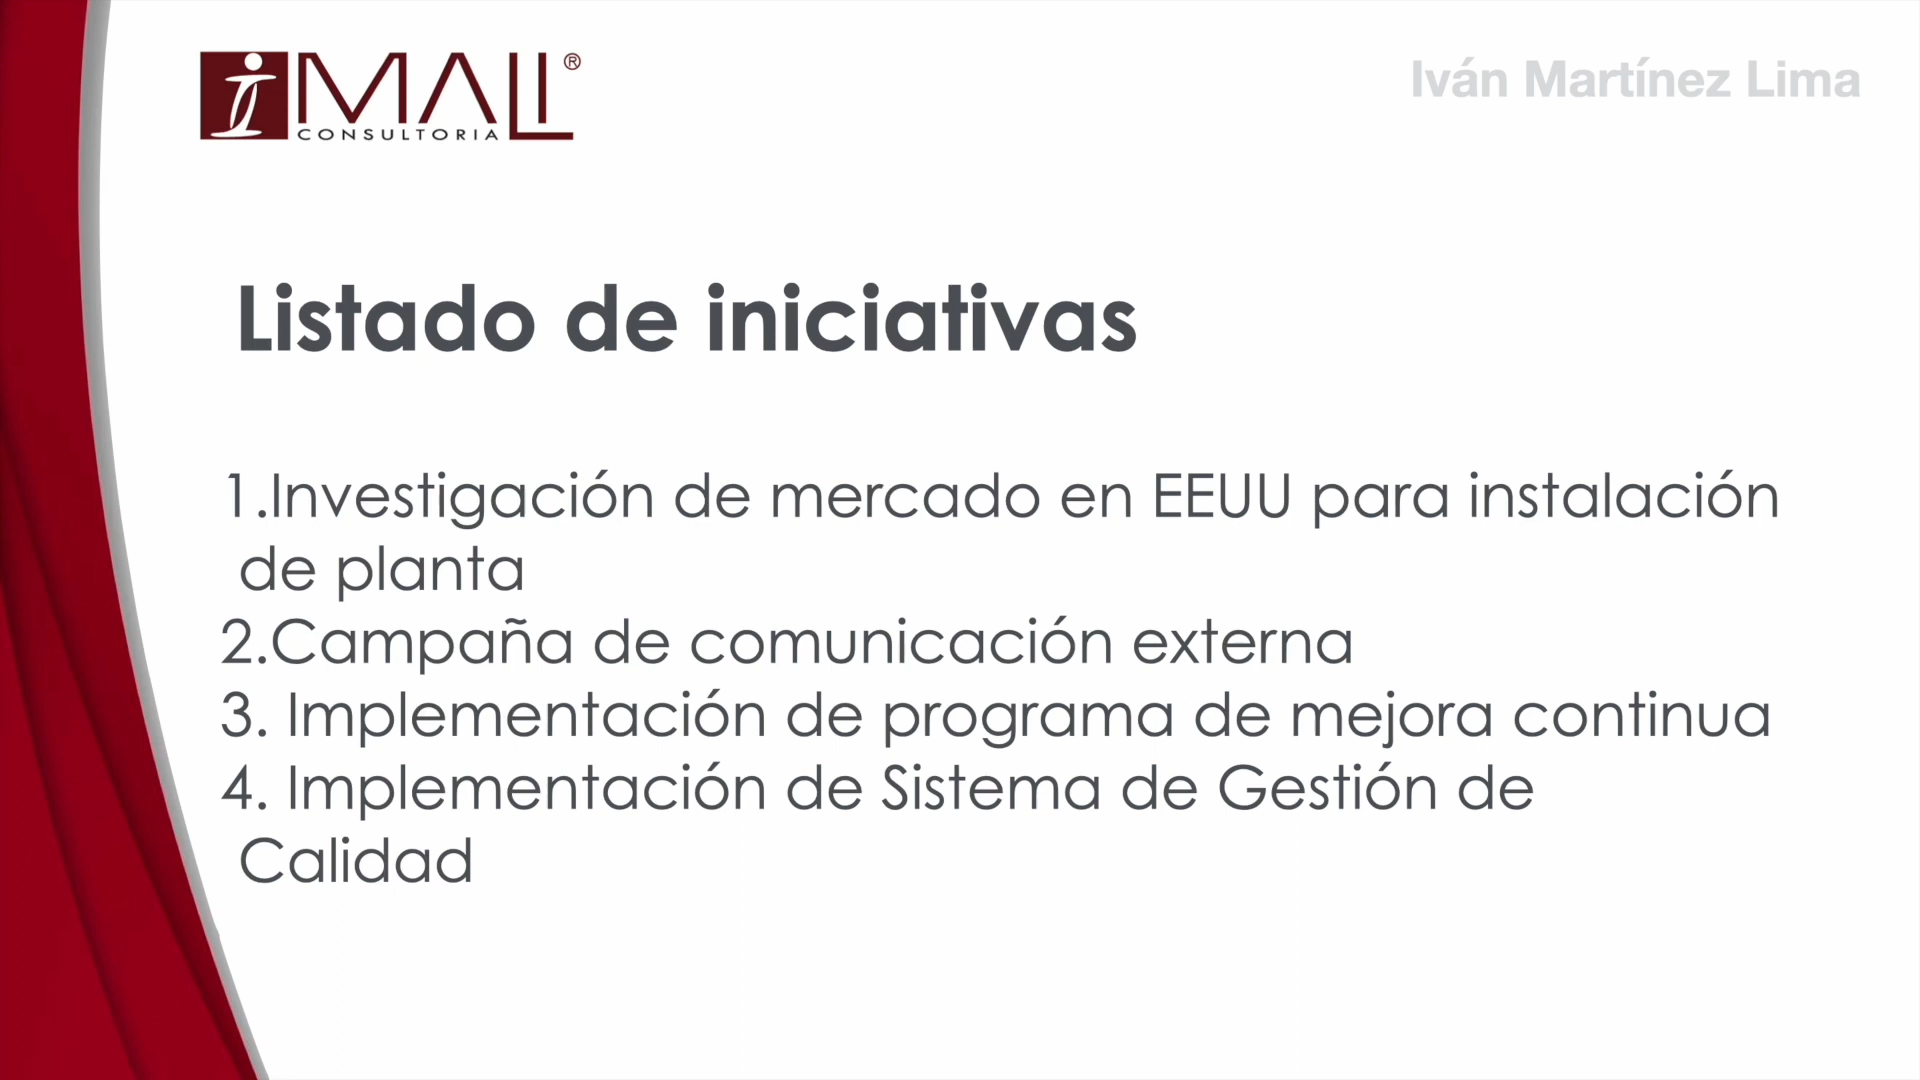 iMALI®
CONSULTORIA
Iván Martínez Lima
Listado de iniciativas
1.Investigación de mercado en EEUU para instalación
de planta
2.Campaña de comunicación externa
3. Implementación de programa de mejora continua
4. Implementación de Sistema de Gestión de
Calidad